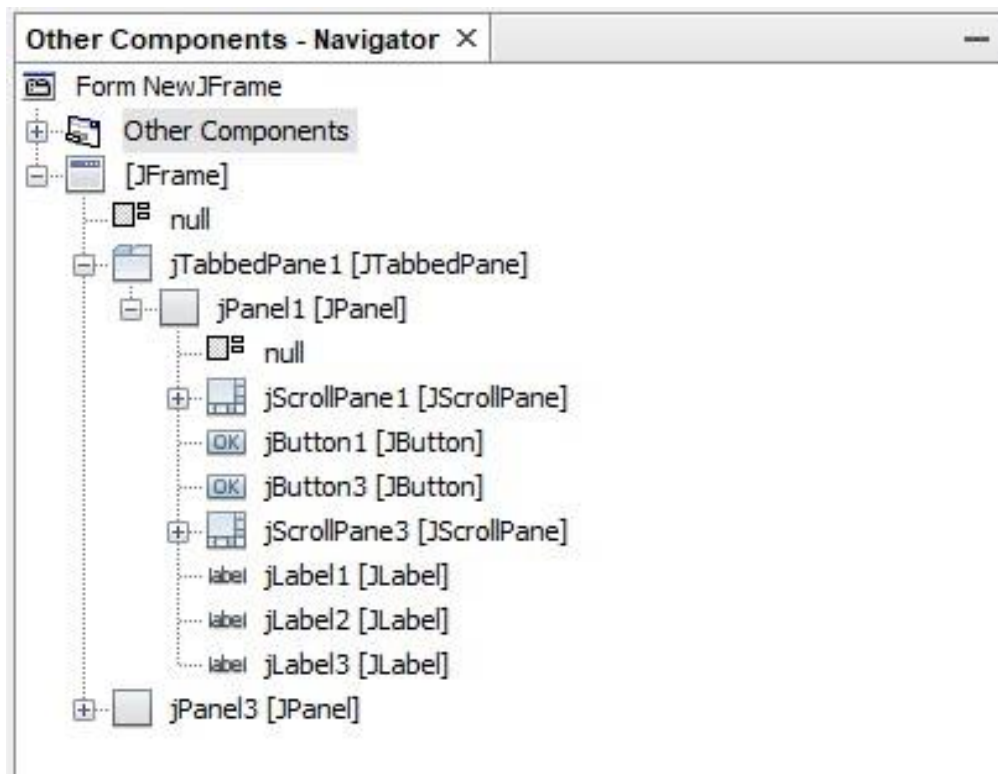 Other Components - Navigator ×
Form NewJFrame
Other Components
[JFrame]
null
jTabbedPane1 [JTabbedPane]
jPanel1 [JPanel]
null
jScrollPane1 [JScrollPane]
OK jButton1 [JButton]
OK jButton3 [JButton]
jScrollPane3 [JScrollPane]
label jLabel1 [JLabel]
label jLabel2 [JLabel]
label jLabel3 [JLabel]
jPanel3 [JPanel]